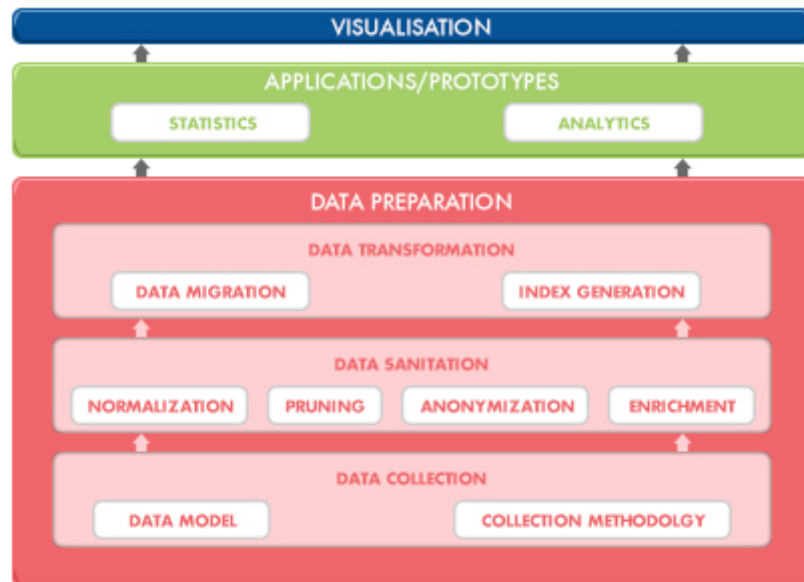 VISUALISATION
APPLICATIONS/PROTOTYPES
STATISTICS ANALYTICS
DATA PREPARATION
DATA TRANSFORMATION
DATA MIGRATION INDEX GENERATION
DATA SANITATION
NORMALIZATION PRUNING ANONYMIZATION ENRICHMENT
DATA COLLECTION
DATA MODEL COLLECTION METHODOLGY